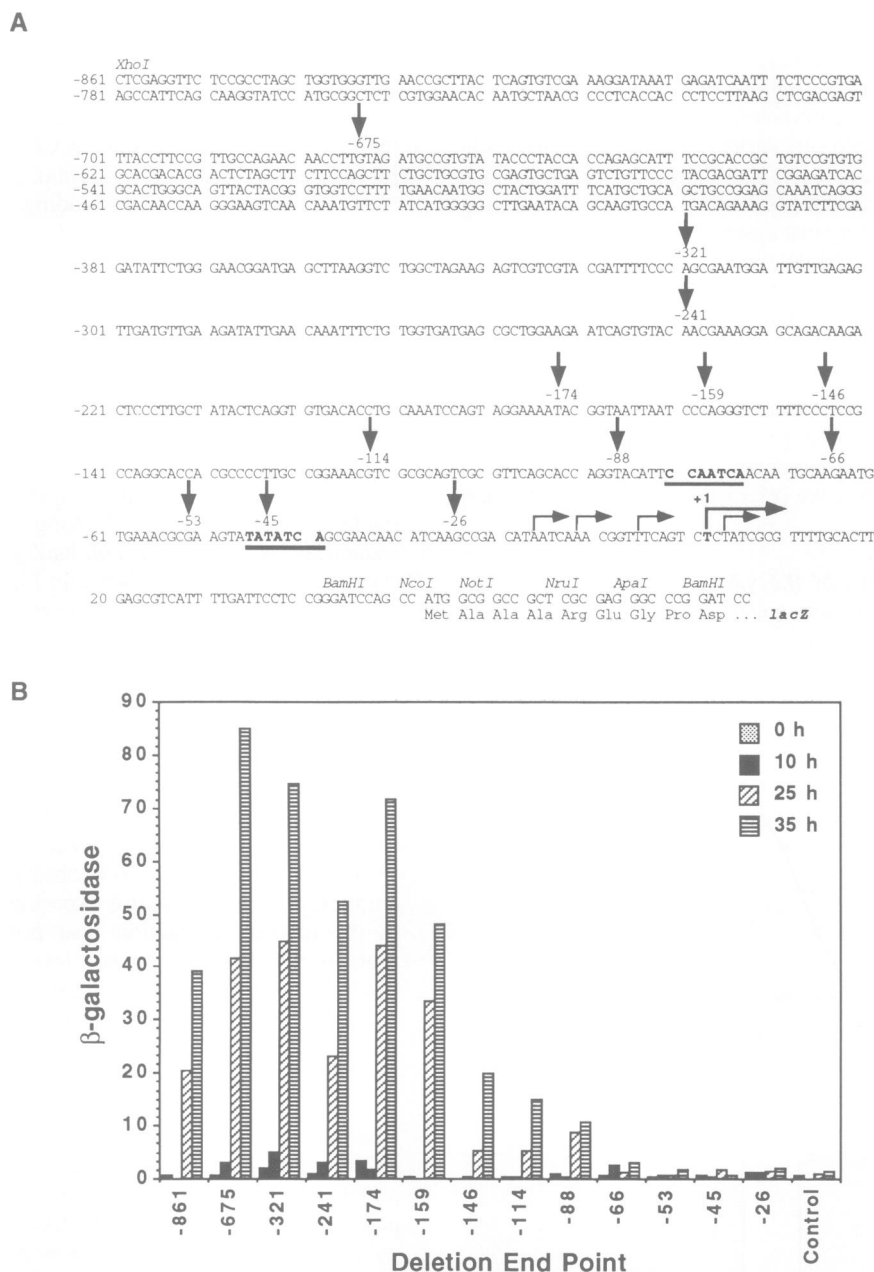 A
XhoI
-861 CTCGAGGTTC TCCGCCTAGC TGGTGGGTTG AACCGCTTAC TCAGTGTCGA AAGGATAAAT GAGATCAATT TCTCCCGTGA
-781 AGCCATTCAG CAAGGTATCC ATGCGGCTCT CGTGGAACAC AATGCTAACG CCCTCACCAC CCTCCTTAAG CTCGACGAGT
-675
-701 TTACCTTCCG TTGCCAGAAC AACCTTGTAG ATGCCGTGTA TACCCTACCA CCAGAGCATT TCCGCACCGC CTGTCCGTGTG
-621 GCACGACACG ACTCTAGCTT CTTCCAGCTT CTGCTGCGTG CGAGTGCTGA GTCTGTTCCC TACGACGATT CGGAGATCAC
-541 GCACTGGGCA GTTACTACGG GTGGTCCTTT TGAACAATGG CTACTGGATT TCATGCTGCA GCTGCCGGAG CAAATCAGGG
-461 CGACAACCAA GGGAAGTCAA CAAATGTTCT ATCATGGGGG CTTGAATACA GCAAGTGCCA TGACAGAAAG GTATCTTCGA
-321
-381 GATATTCTGG GAACGGATGA GCTTAAGGTC TGGCTAGAAG AGTCGTCGTA CGATTTTCCC AGCGAATGGA TTGTTGAGAG
-241
-301 TTGATGTTGA AGATATTGAA CAAATTTCTG TGGTGATGAG CGCTGGAAGA ATCAGTGTAC AACGAAAGGA GCAGACAAGA
-174 -159 -146
-221 CTCCCTTGCT ATACTCAGGT GTGACACCTG CAAATCCAGT AGGAAAATAC GGTAATTAAT CCCAGGGTCT TTTCCCTCCG
-114 -88 -66
-141 CCAGGCACCA CGCCCCTTGC CGGAAACGTC GCGCAGTCGC GTTCAGCACC AGGTACATTC CCAATCAACAA TGCAAGAATG
-53 -45 -26 +1
-61 TGAAACGCGA AGTATATATC AGCGAACAAC ATCAAGCCGA CATAATCAAA CGGTTTCAGT CTCTATCGCG TTTTGCACTT
BamHI NcoI NotI NruI ApaI BamHI
20 GAGCGTCATT TTGATTCCTC CGGGATCCAG CC ATG GCG GCC GCT CGC GAG GGC CCG GAT CC
Met Ala Ala Ala Arg Glu Gly Pro Asp ... lacZ
B
90
80
70
60
50
40
30
20
10
0
β-galactosidase
0 h
10 h
25 h
35 h
-861 -675 -321 -241 -174 -159 -146 -114 -88 -66 -53 -45 -26 Control
Deletion End Point